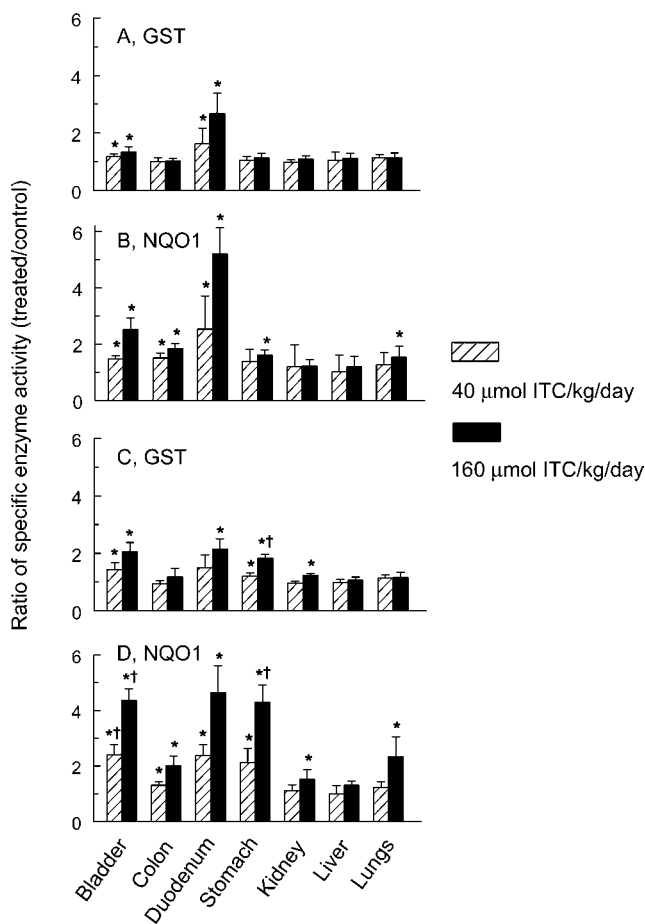 Ratio of specific enzyme activity (treated/control)
6
4
2
0
A, GST
* * * *
6
4
2
0
B, NQO1
* * * * * * * *
6
4
2
0
C, GST
* * * * *† *
6
4
2
0
D, NQO1
*† *† * * * * * *† * *
Bladder
Colon
Duodenum
Stomach
Kidney
Liver
Lungs
40 μmol ITC/kg/day
160 μmol ITC/kg/day